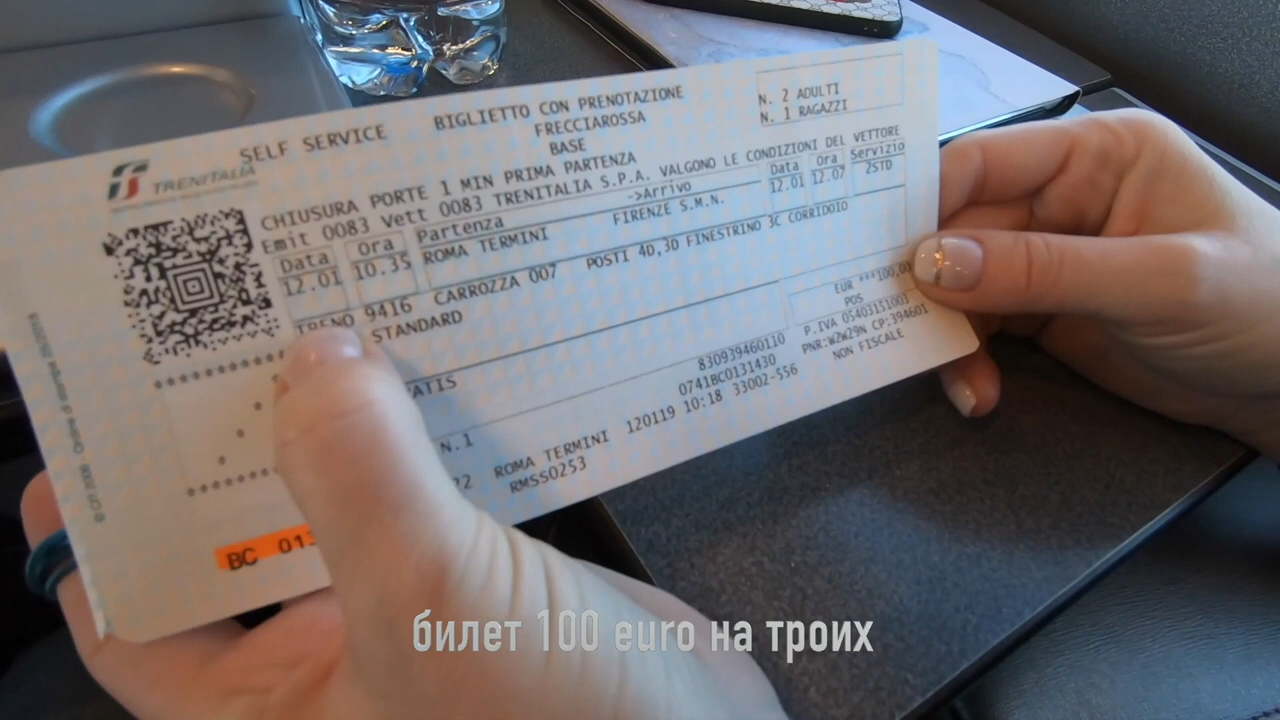 N. 2 ADULTI
N. 1 RAGAZZI
BIGLIETTO CON PRENOTAZIONE
SELF SERVICE
FRECCIAROSSA
BASE
TRENITALIA
CHIUSURA PORTE 1 MIN PRIMA PARTENZA
Emit 0083 Vett 0083 TRENITALIA S.P.A. VALGONO LE CONDIZIONI DEL VETTORE
Data Ora Partenza ->Arrivo Data Ora Servizio
12.01 10.35 ROMA TERMINI FIRENZE S.M.N. 12.01 12.07 2STD
TRENO 9416 CARROZZA 007 POSTI 4D,3D FINESTRINO 3C CORRIDOIO
STANDARD
EUR ***100,00
POS
P.IVA 05403151003
830939460110
PNR:W2WZ9N CP:394601
0741BC0131430
NON FISCALE
N.1
120119 10:18 33002-556
ROMA TERMINI
RMSS0253
BC 013
билет 100 euro на троих